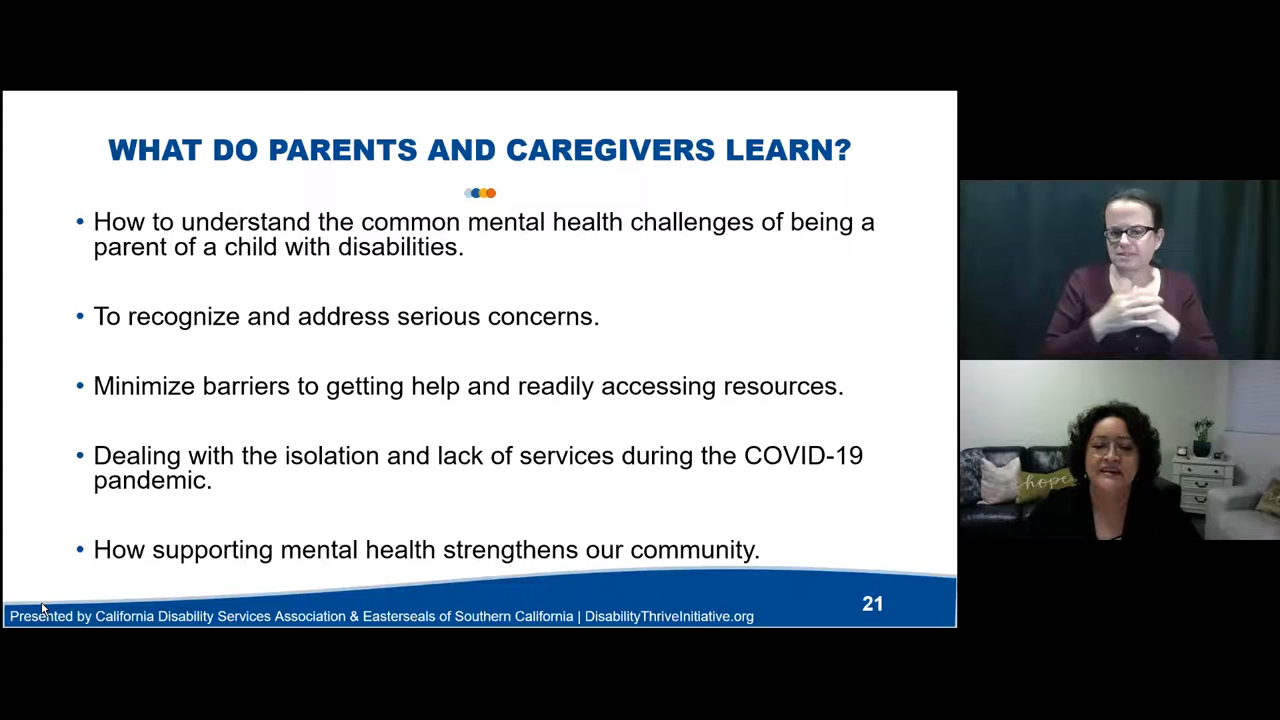 WHAT DO PARENTS AND CAREGIVERS LEARN?
• How to understand the common mental health challenges of being a
parent of a child with disabilities.
• To recognize and address serious concerns.
• Minimize barriers to getting help and readily accessing resources.
• Dealing with the isolation and lack of services during the COVID-19
pandemic.
• How supporting mental health strengthens our community.
21
Presented by California Disability Services Association & Easterseals of Southern California | DisabilityThriveInitiative.org
hope